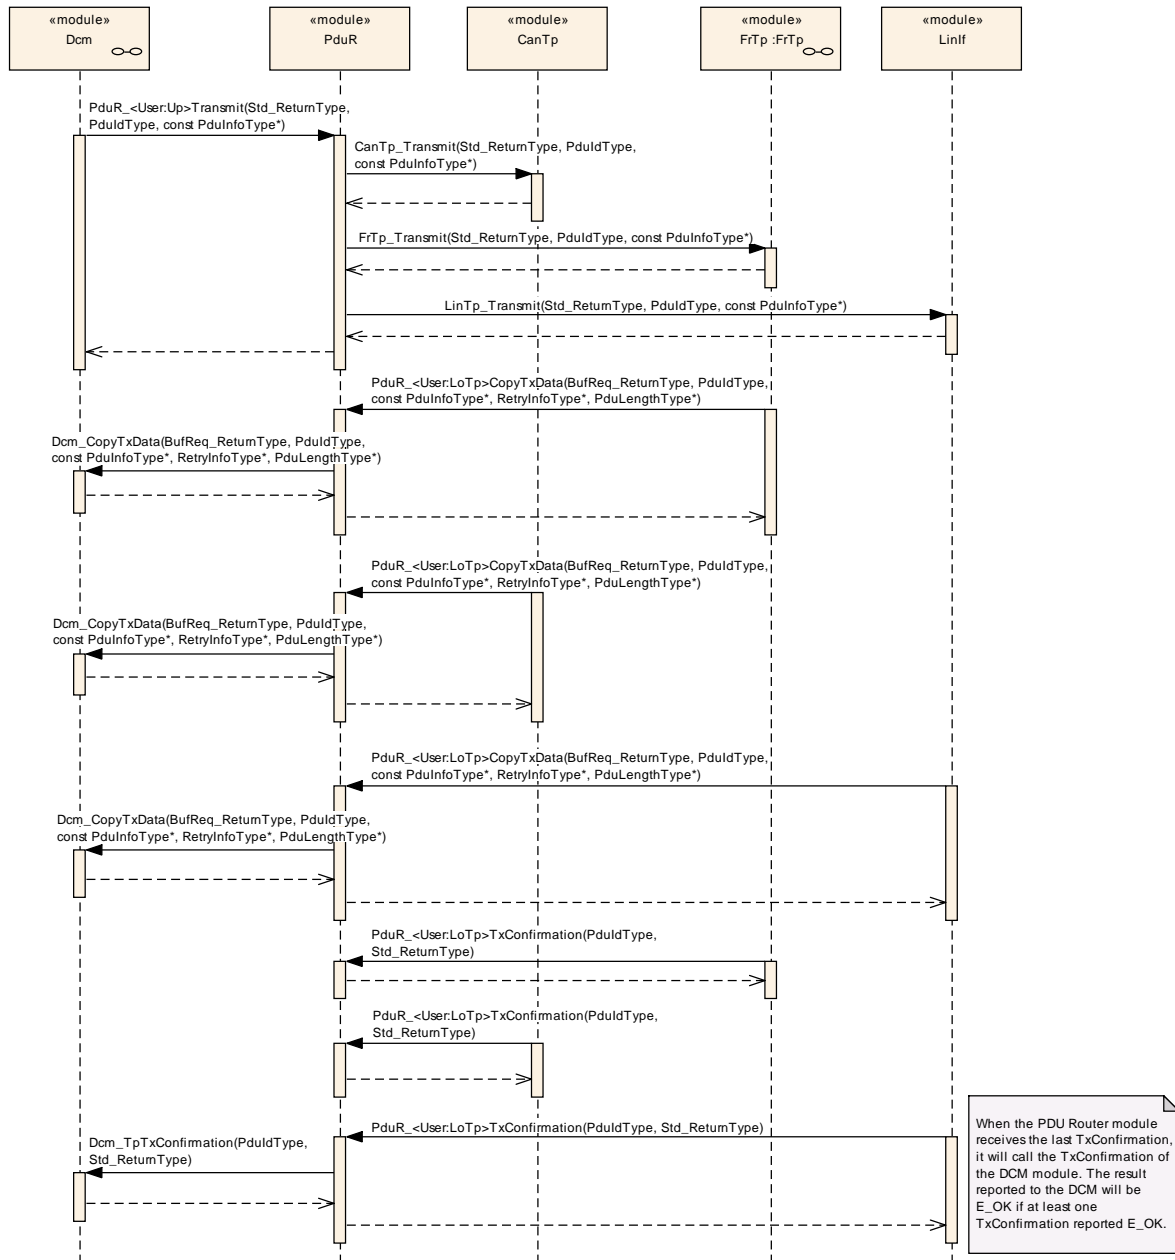 «module»
Dcm
«module»
PduR
«module»
CanTp
«module»
FrTp :FrTp
«module»
LinIf
PduR_<User:Up>Transmit(Std_ReturnType,
PduIdType, const PduInfoType*)
CanTp_Transmit(Std_ReturnType, PduIdType,
const PduInfoType*)
FrTp_Transmit(Std_ReturnType, PduIdType, const PduInfoType*)
LinTp_Transmit(Std_ReturnType, PduIdType, const PduInfoType*)
PduR_<User:LoTp>CopyTxData(BufReq_ReturnType, PduIdType,
const PduInfoType*, RetryInfoType*, PduLengthType*)
Dcm_CopyTxData(BufReq_ReturnType, PduIdType,
const PduInfoType*, RetryInfoType*, PduLengthType*)
PduR_<User:LoTp>CopyTxData(BufReq_ReturnType, PduIdType,
const PduInfoType*, RetryInfoType*, PduLengthType*)
Dcm_CopyTxData(BufReq_ReturnType, PduIdType,
const PduInfoType*, RetryInfoType*, PduLengthType*)
PduR_<User:LoTp>CopyTxData(BufReq_ReturnType, PduIdType,
const PduInfoType*, RetryInfoType*, PduLengthType*)
Dcm_CopyTxData(BufReq_ReturnType, PduIdType,
const PduInfoType*, RetryInfoType*, PduLengthType*)
PduR_<User:LoTp>TxConfirmation(PduIdType,
Std_ReturnType)
PduR_<User:LoTp>TxConfirmation(PduIdType,
Std_ReturnType)
PduR_<User:LoTp>TxConfirmation(PduIdType, Std_ReturnType)
Dcm_TpTxConfirmation(PduIdType,
Std_ReturnType)
When the PDU Router module
receives the last TxConfirmation,
it will call the TxConfirmation of
the DCM module. The result
reported to the DCM will be
E_OK if at least one
TxConfirmation reported E_OK.